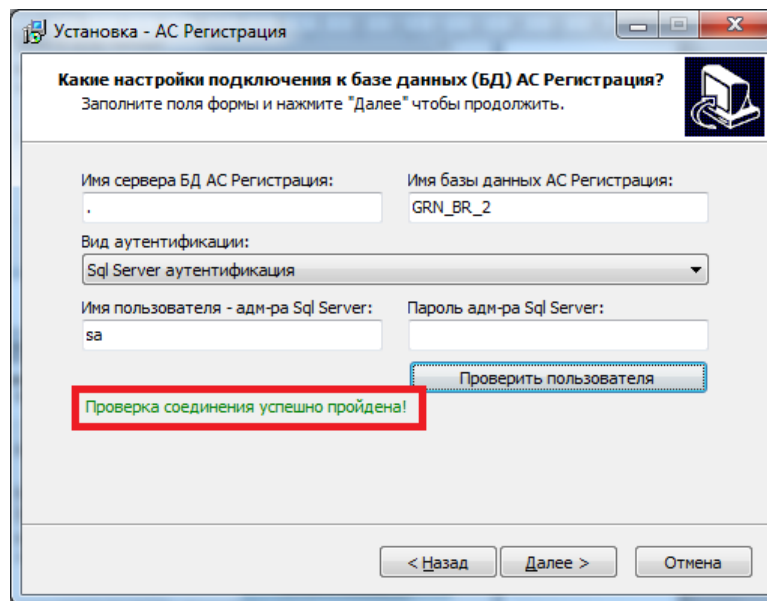 Установка - АС Регистрация
Какие настройки подключения к базе данных (БД) АС Регистрация?
Заполните поля формы и нажмите "Далее" чтобы продолжить.
Имя сервера БД АС Регистрация: Имя базы данных АС Регистрация:
. GRN_BR_2
Вид аутентификации:
Sql Server аутентификация
Имя пользователя - адм-ра Sql Server: Пароль адм-ра Sql Server:
sa
Проверить пользователя
Проверка соединения успешно пройдена!
< Назад Далее > Отмена